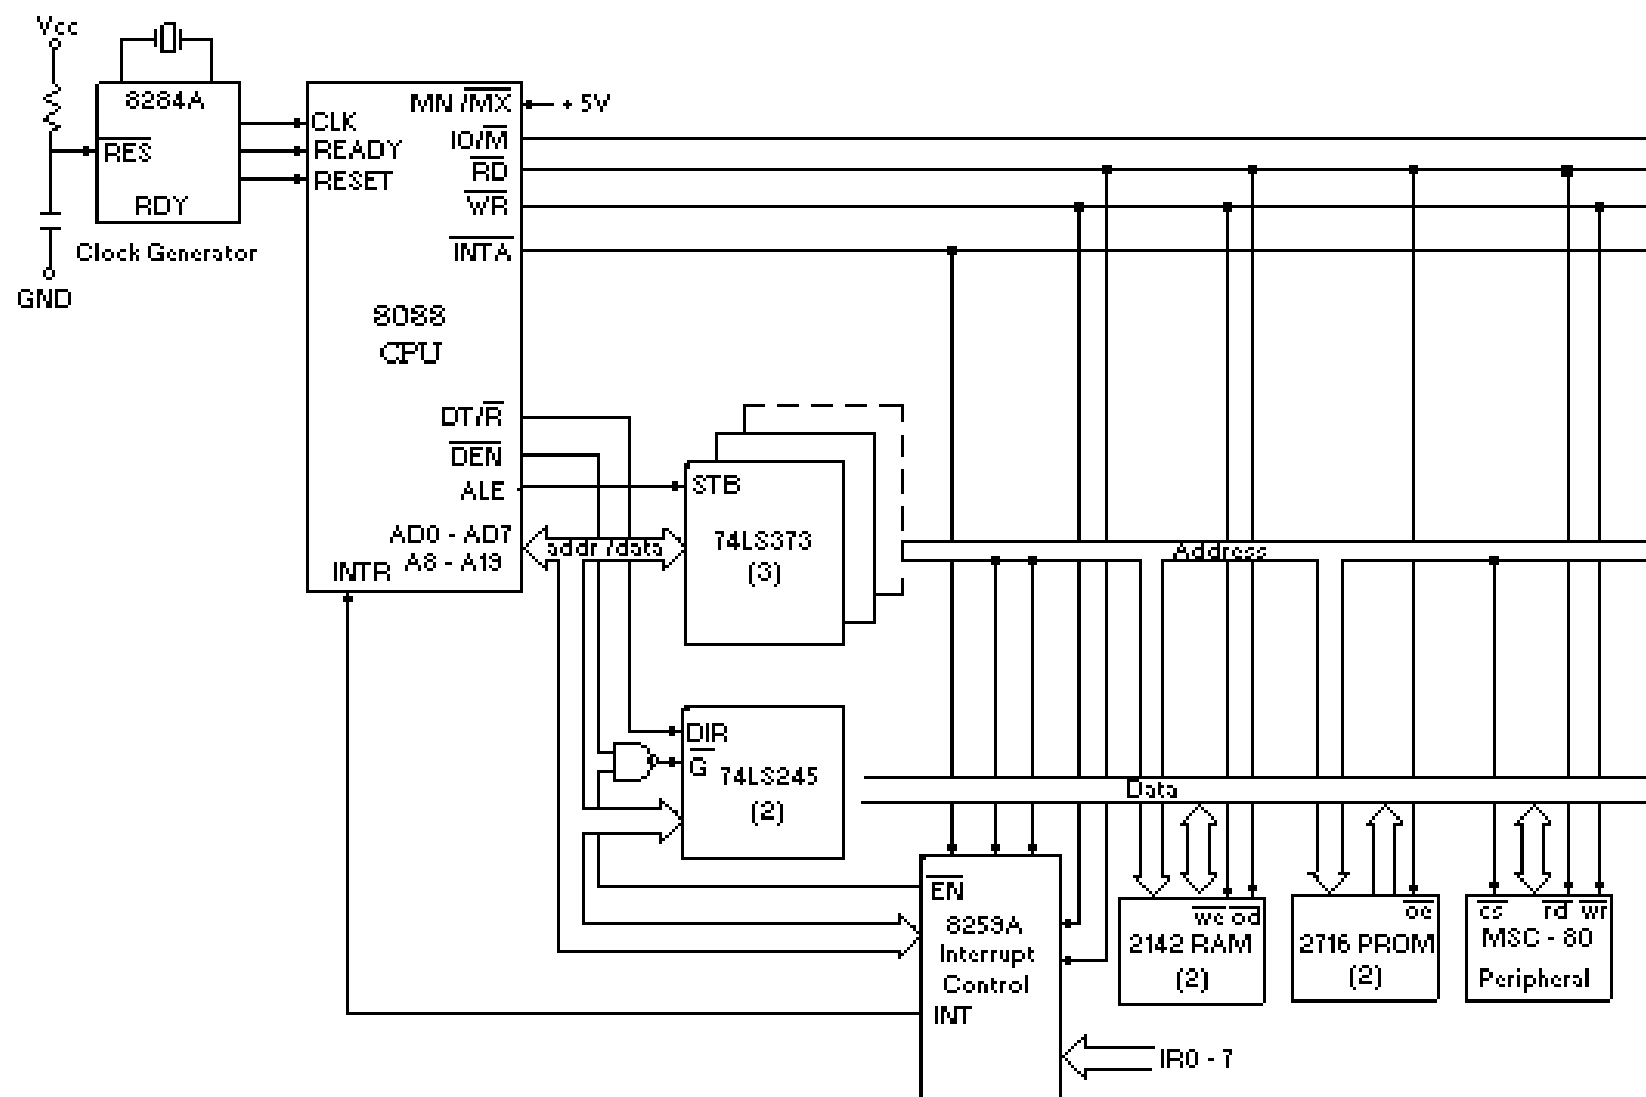 Vcc
8284A
RES
RDY
Clock Generator
GND
CLK
READY
RESET
MN /MX
+ 5V
IO/M
RD
WR
INTA
8088
CPU
DT/R
DEN
ALE
AD0 - AD7
A8 - A19
INTR
addr /data
STB
74LS373
(3)
Address
DIR
G
74LS245
(2)
Data
EN
8259A
Interrupt
Control
INT
IR0 - 7
we od
2142 RAM
(2)
oe
2716 PROM
(2)
cs rd wr
MSC - 80
Peripheral